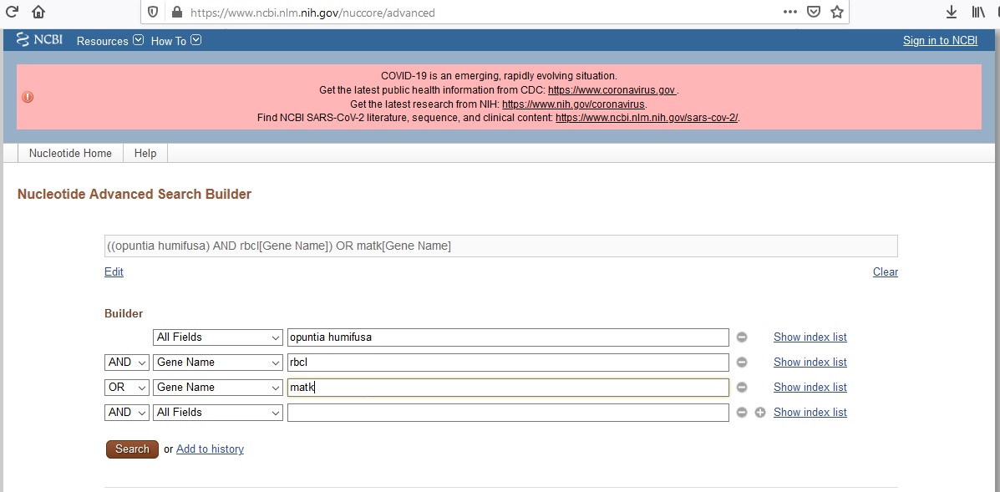 https://www.ncbi.nlm.nih.gov/nuccore/advanced
NCBI Resources How To Sign in to NCBI
COVID-19 is an emerging, rapidly evolving situation.
Get the latest public health information from CDC: https://www.coronavirus.gov .
Get the latest research from NIH: https://www.nih.gov/coronavirus.
Find NCBI SARS-CoV-2 literature, sequence, and clinical content: https://www.ncbi.nlm.nih.gov/sars-cov-2/.
Nucleotide Home Help
Nucleotide Advanced Search Builder
((opuntia humifusa) AND rbcl[Gene Name]) OR matk[Gene Name]
Edit Clear
Builder
All Fields opuntia humifusa Show index list
AND Gene Name rbcl Show index list
OR Gene Name matk Show index list
AND All Fields Show index list
Search or Add to history